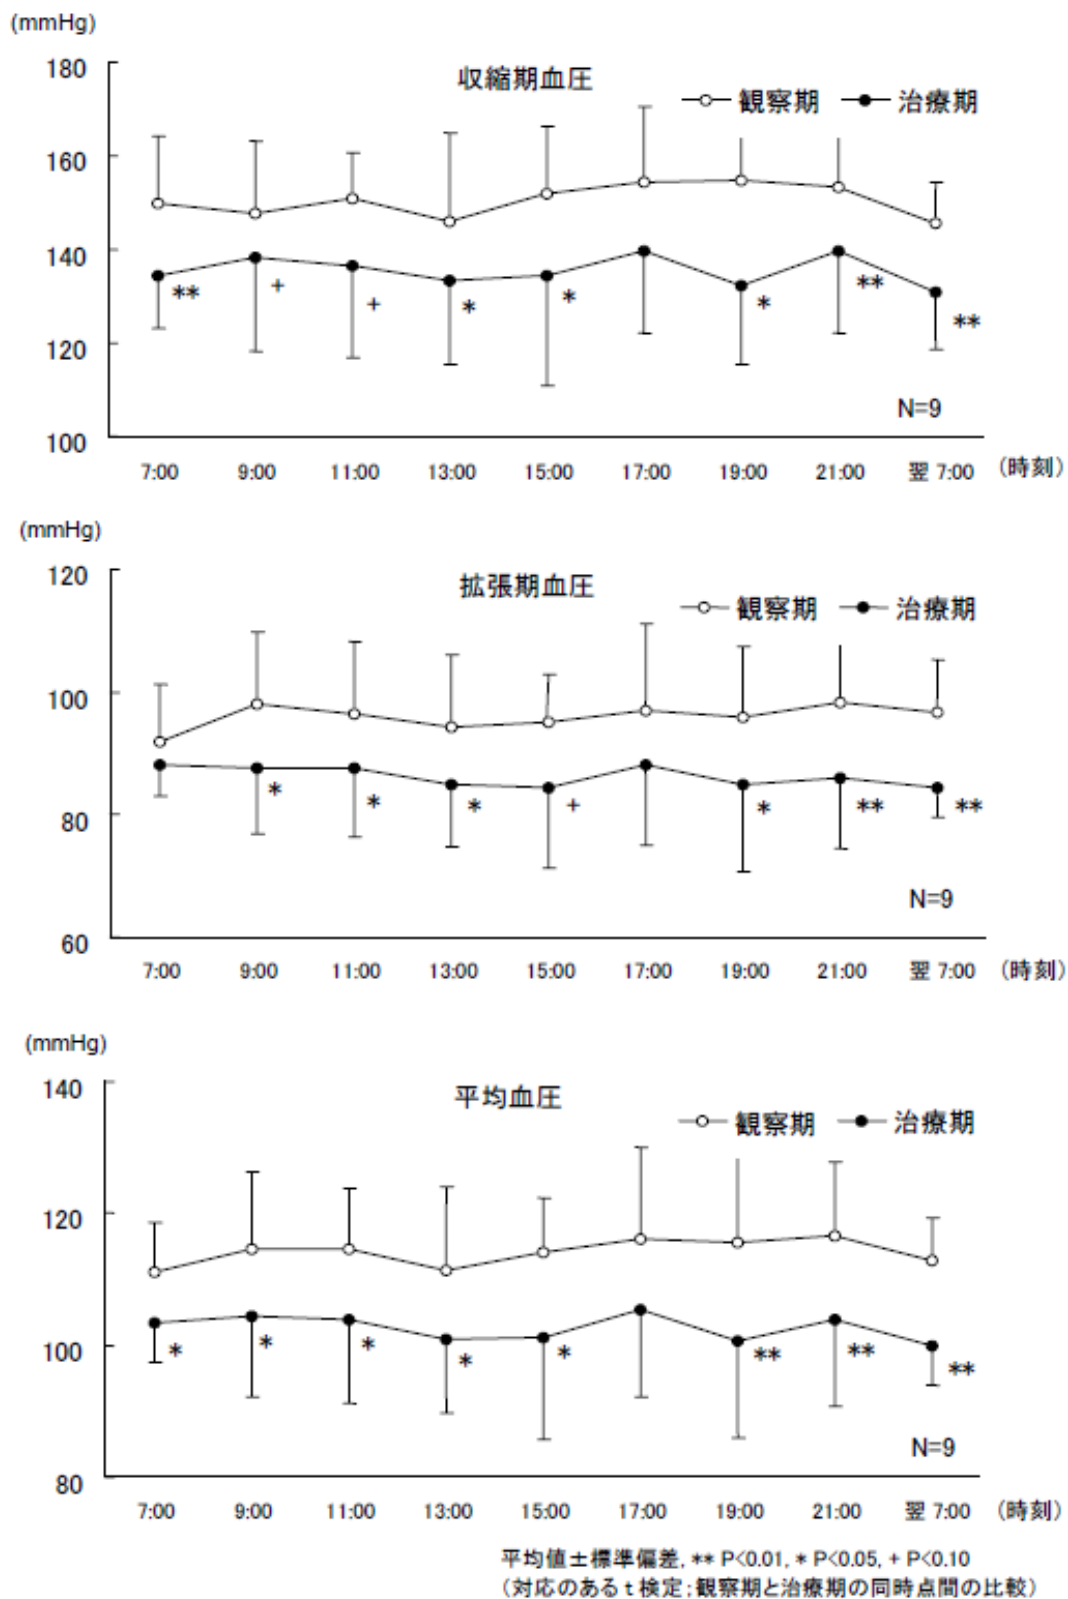 (mmHg)
180
収縮期血圧
観察期 治療期
160
140
** + + * * * ** **
120
N=9
100
7:00 9:00 11:00 13:00 15:00 17:00 19:00 21:00 翌 7:00 (時刻)
(mmHg)
120
拡張期血圧
観察期 治療期
100
80
* * * + * ** **
N=9
60
7:00 9:00 11:00 13:00 15:00 17:00 19:00 21:00 翌 7:00 (時刻)
(mmHg)
140
平均血圧
観察期 治療期
120
100
* * * * * ** ** **
N=9
80
7:00 9:00 11:00 13:00 15:00 17:00 19:00 21:00 翌 7:00 (時刻)
平均値±標準偏差, ** P<0.01, * P<0.05, + P<0.10
(対応のあるt検定;観察期と治療期の同時点間の比較)